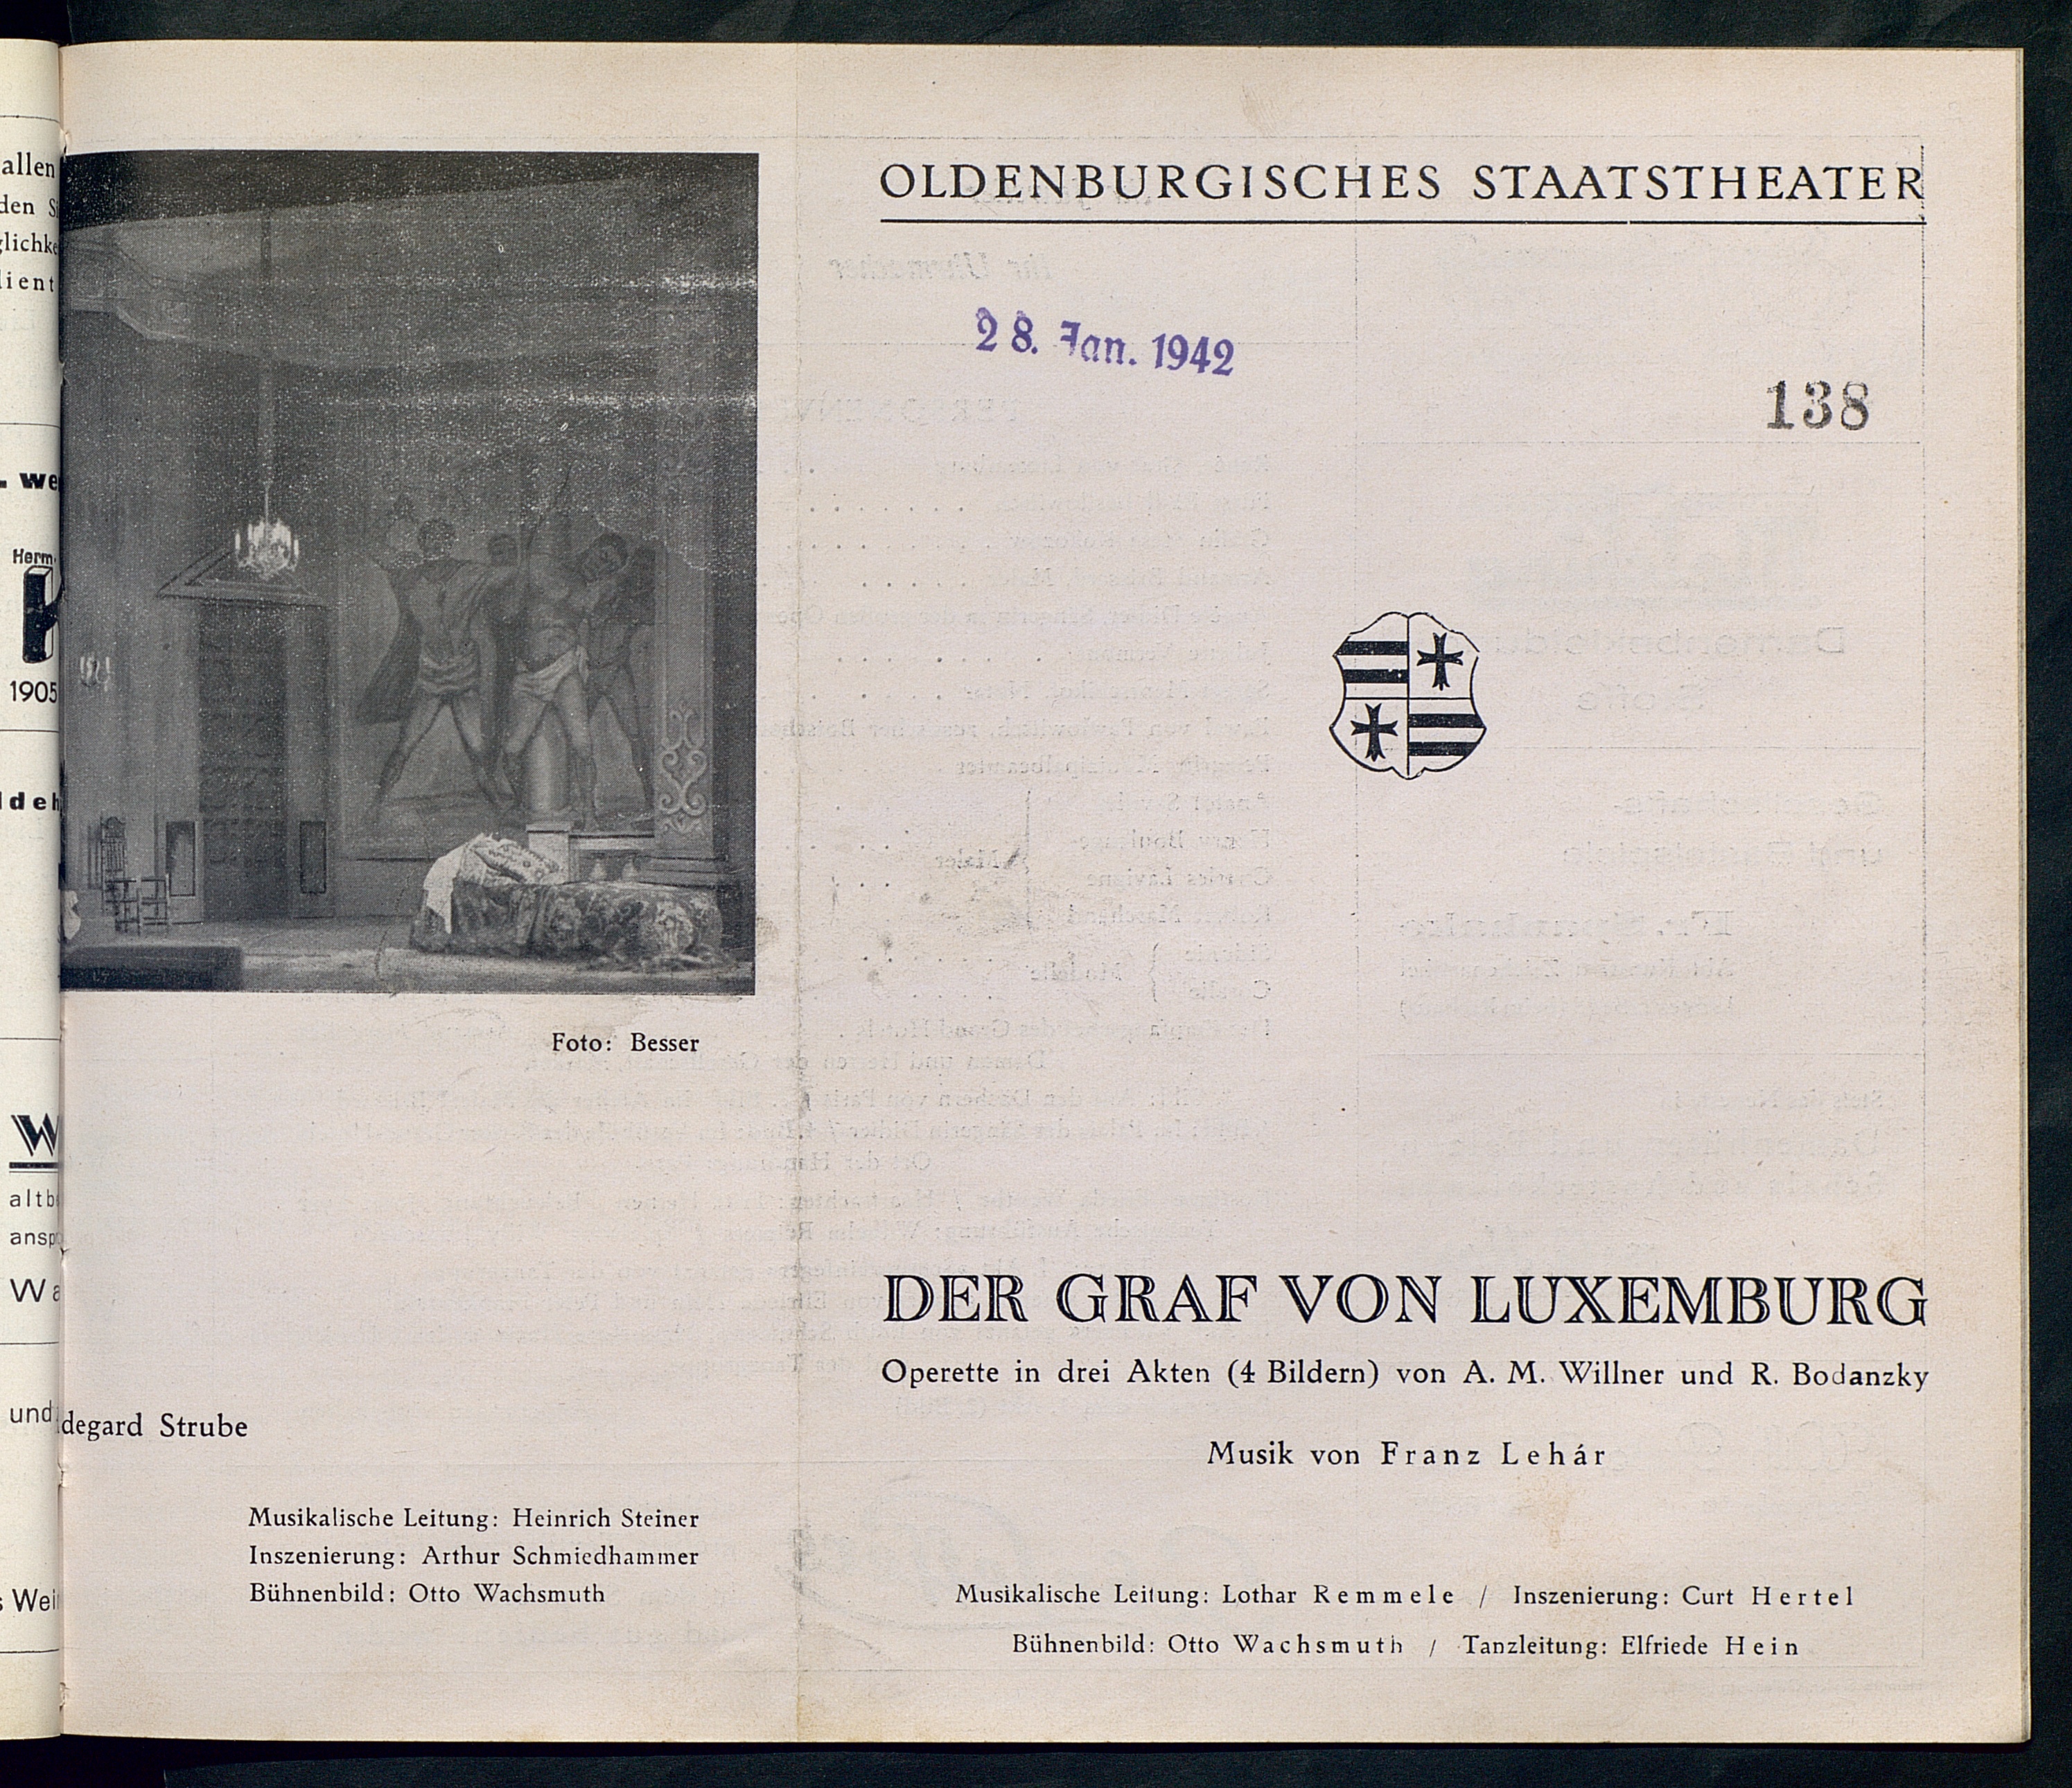 allen
den
glichke
dient
we
Herm.
1905
W
altb
ansp
und
Wei
Foto: Besser
degard Strube
Musikalische Leitung: Heinrich Steiner
Inszenierung: Arthur Schmiedhammer
Bühnenbild: Otto Wachsmuth
OLDENBURGISCHES STAATSTHEATER
28. Jan. 1942
138
DER GRAF VON LUXEMBURG
Operette in drei Akten (4 Bildern) von A. M. Willner und R. Bodanzky
Musik von Franz Lehár
Musikalische Leitung: Lothar Remmele / Inszenierung: Curt Hertel
Bühnenbild: Otto Wachsmuth / Tanzleitung: Elfriede Hein